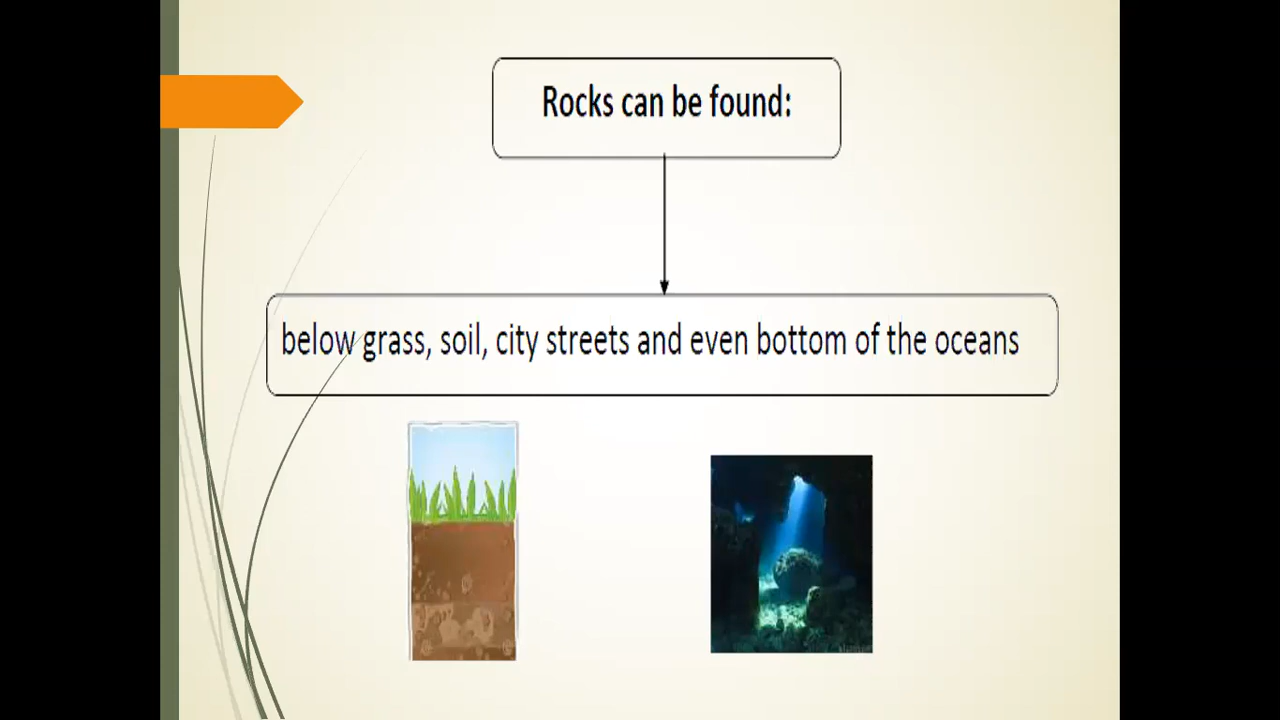 Rocks can be found:
below grass, soil, city streets and even bottom of the oceans